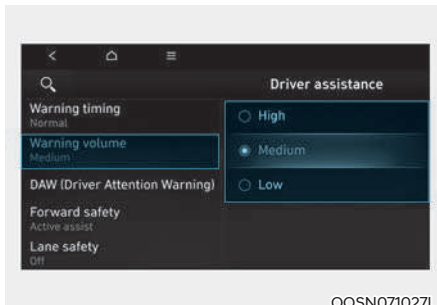 Driver assistance
Warning timing
Normal
Warning volume
Medium
DAW (Driver Attention Warning)
Forward safety
Active assist
Lane safety
Off
High
Medium
Low